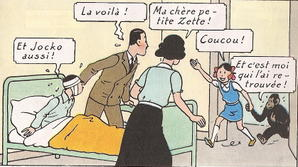 La voilà !
Ma chère pe-
tite Zette!
Et Jocko
aussi !
Coucou !
Et c'est moi
qui l'ai re-
trouvée!